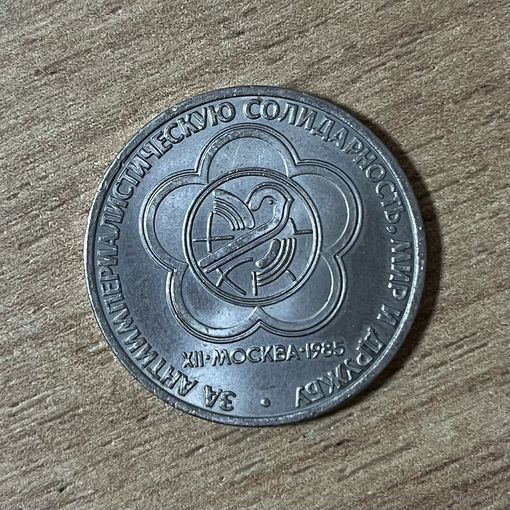 ЗА АНТИИМПЕРИАЛИСТИЧЕСКУЮ СОЛИДАРНОСТЬ, МИР И ДРУЖБУ •
XII•МОСКВА•1985